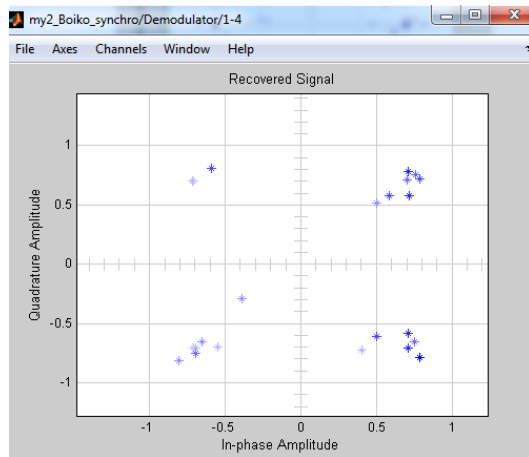 my2_Boiko_synchro/Demodulator/1-4
File Axes Channels Window Help
Recovered Signal
1
0.5
0
-0.5
-1
Quadrature Amplitude
-1 -0.5 0 0.5 1
In-phase Amplitude